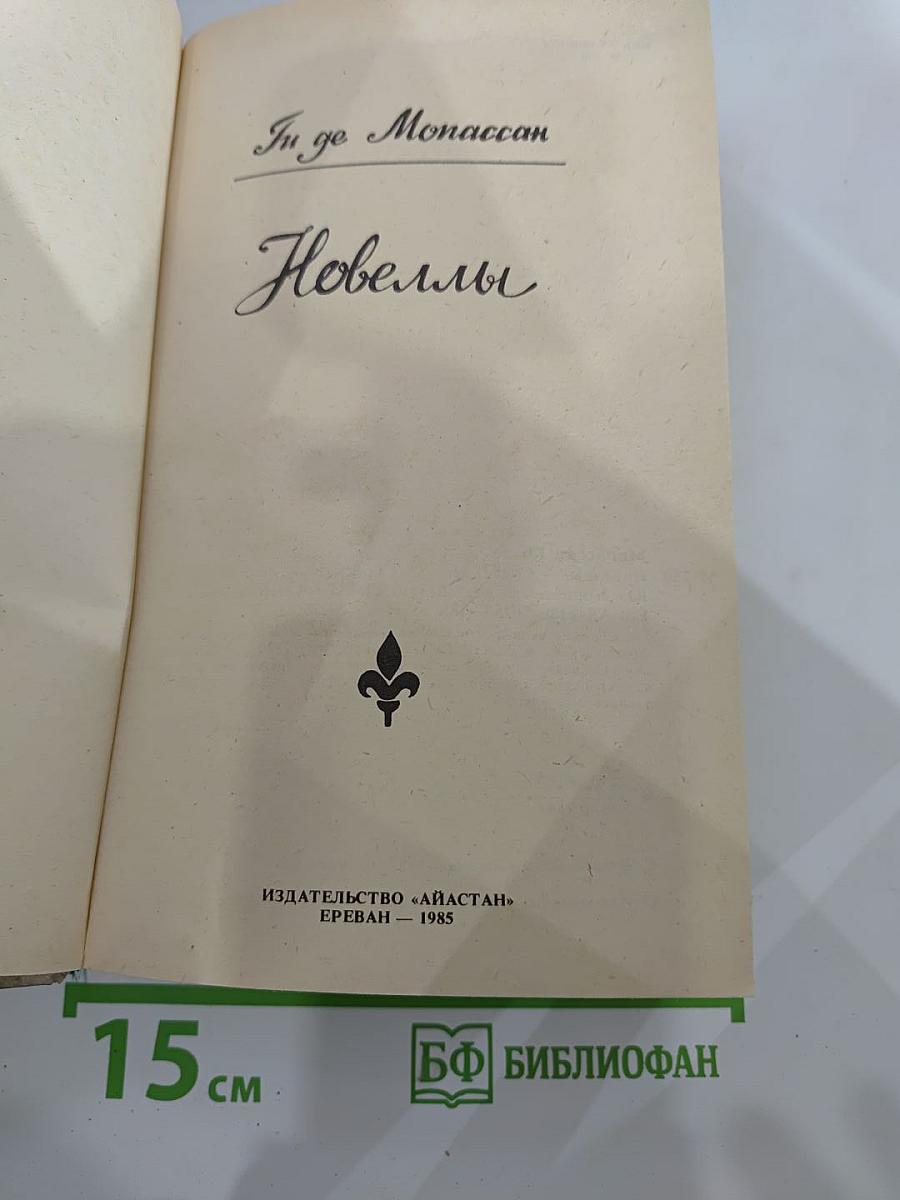 Ги де Мопассан
Новеллы
ИЗДАТЕЛЬСТВО «АЙАСТАН»
ЕРЕВАН — 1985
15 см
БФ БИБЛИОФАН